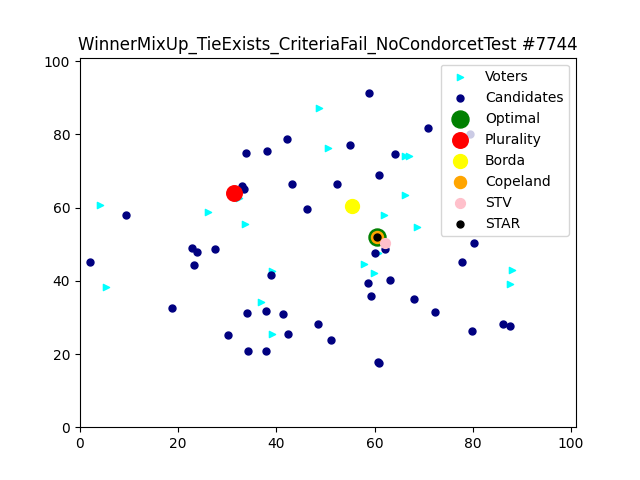 WinnerMixUp_TieExists_CriteriaFail_NoCondorcetTest #7744
100
80
60
40
20
0
0 20 40 60 80 100
Voters
Candidates
Optimal
Plurality
Borda
Copeland
STV
STAR